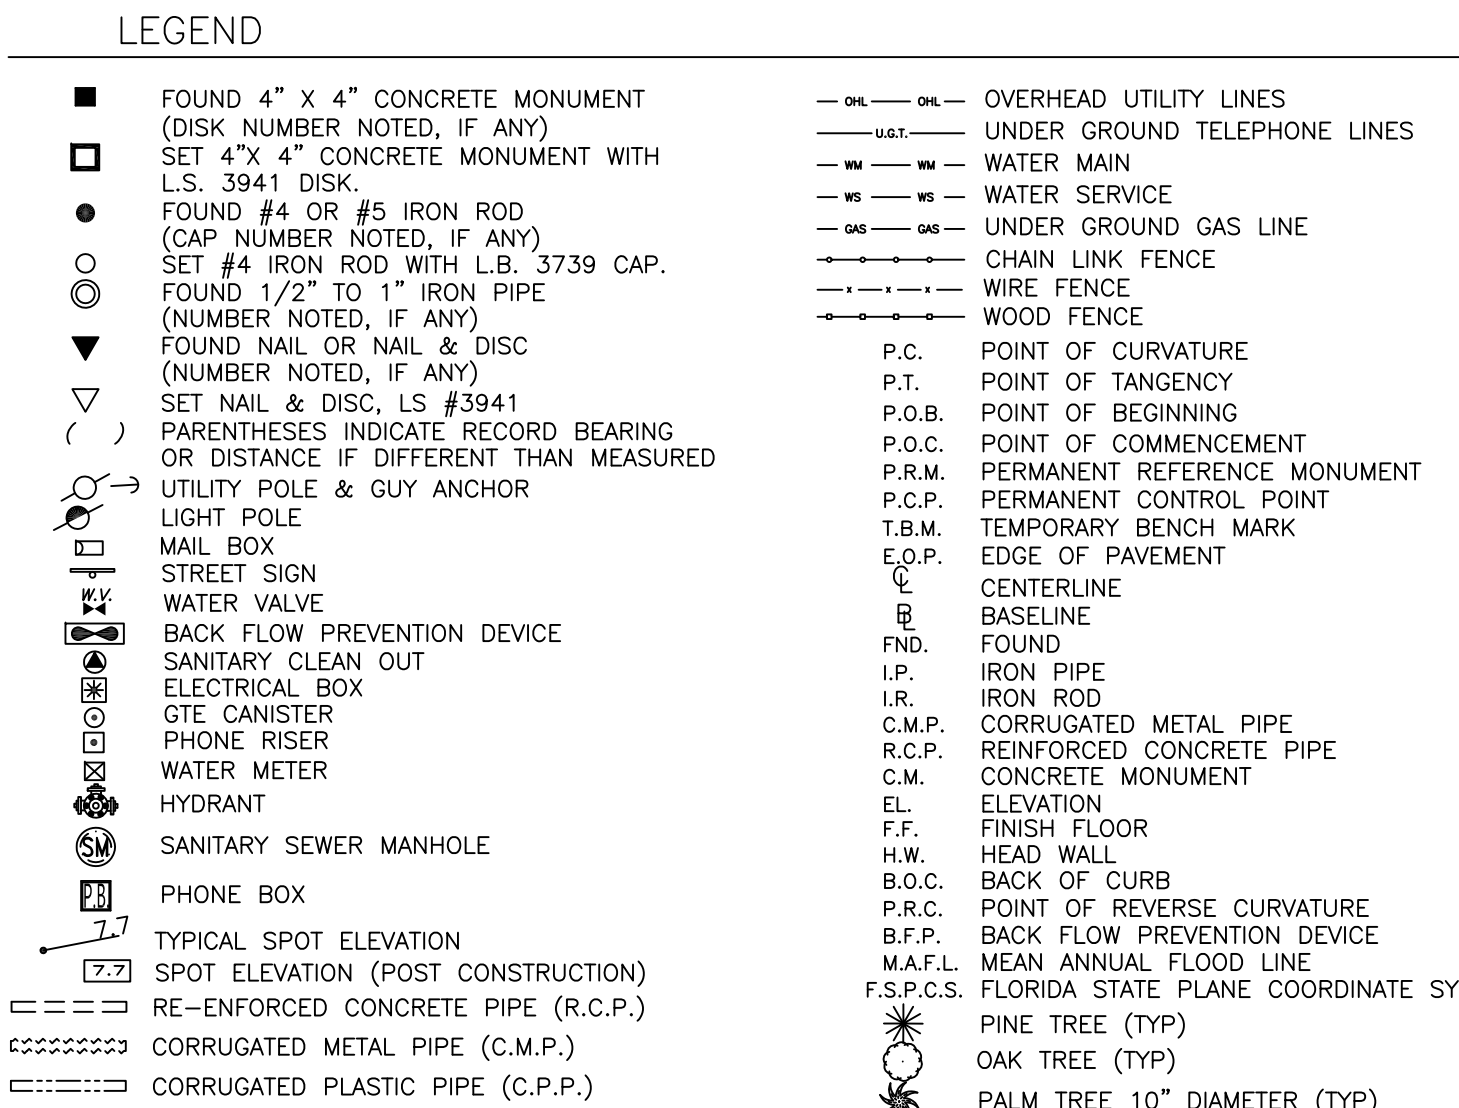 LEGEND
FOUND 4" X 4" CONCRETE MONUMENT
(DISK NUMBER NOTED, IF ANY)
SET 4"X 4" CONCRETE MONUMENT WITH
L.S. 3941 DISK.
FOUND #4 OR #5 IRON ROD
(CAP NUMBER NOTED, IF ANY)
SET #4 IRON ROD WITH L.B. 3739 CAP.
FOUND 1/2" TO 1" IRON PIPE
(NUMBER NOTED, IF ANY)
FOUND NAIL OR NAIL & DISC
(NUMBER NOTED, IF ANY)
SET NAIL & DISC, LS #3941
( ) PARENTHESES INDICATE RECORD BEARING
OR DISTANCE IF DIFFERENT THAN MEASURED
UTILITY POLE & GUY ANCHOR
LIGHT POLE
MAIL BOX
STREET SIGN
W.V. WATER VALVE
BACK FLOW PREVENTION DEVICE
SANITARY CLEAN OUT
ELECTRICAL BOX
GTE CANISTER
PHONE RISER
WATER METER
HYDRANT
SM SANITARY SEWER MANHOLE
P.B. PHONE BOX
7.7 TYPICAL SPOT ELEVATION
7.7 SPOT ELEVATION (POST CONSTRUCTION)
RE-ENFORCED CONCRETE PIPE (R.C.P.)
CORRUGATED METAL PIPE (C.M.P.)
CORRUGATED PLASTIC PIPE (C.P.P.)
OHL OHL OVERHEAD UTILITY LINES
U.G.T. UNDER GROUND TELEPHONE LINES
WM WM WATER MAIN
WS WS WATER SERVICE
GAS GAS UNDER GROUND GAS LINE
CHAIN LINK FENCE
x x x WIRE FENCE
WOOD FENCE
P.C. POINT OF CURVATURE
P.T. POINT OF TANGENCY
P.O.B. POINT OF BEGINNING
P.O.C. POINT OF COMMENCEMENT
P.R.M. PERMANENT REFERENCE MONUMENT
P.C.P. PERMANENT CONTROL POINT
T.B.M. TEMPORARY BENCH MARK
E.O.P. EDGE OF PAVEMENT
CL CENTERLINE
BL BASELINE
FND. FOUND
I.P. IRON PIPE
I.R. IRON ROD
C.M.P. CORRUGATED METAL PIPE
R.C.P. REINFORCED CONCRETE PIPE
C.M. CONCRETE MONUMENT
EL. ELEVATION
F.F. FINISH FLOOR
H.W. HEAD WALL
B.O.C. BACK OF CURB
P.R.C. POINT OF REVERSE CURVATURE
B.F.P. BACK FLOW PREVENTION DEVICE
M.A.F.L. MEAN ANNUAL FLOOD LINE
F.S.P.C.S. FLORIDA STATE PLANE COORDINATE SY
PINE TREE (TYP)
OAK TREE (TYP)
PALM TREE 10" DIAMETER (TYP)